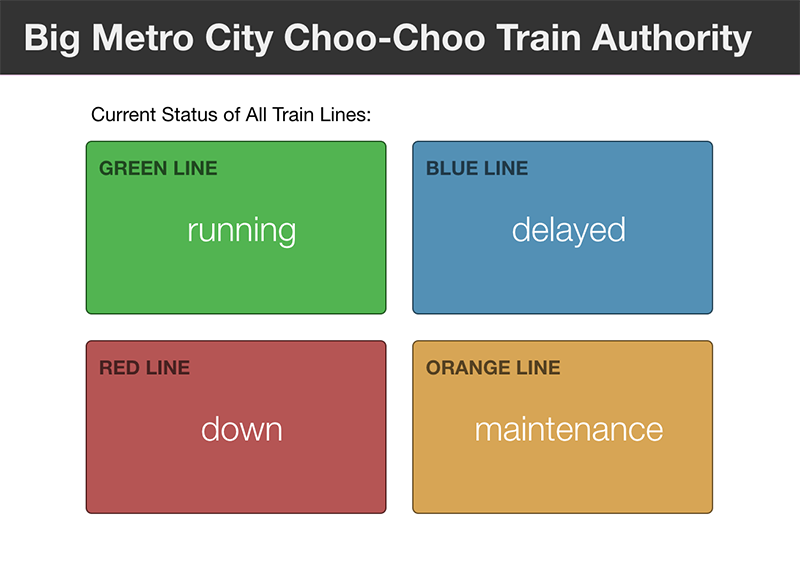 Big Metro City Choo-Choo Train Authority
Current Status of All Train Lines:
GREEN LINE
running
BLUE LINE
delayed
RED LINE
down
ORANGE LINE
maintenance